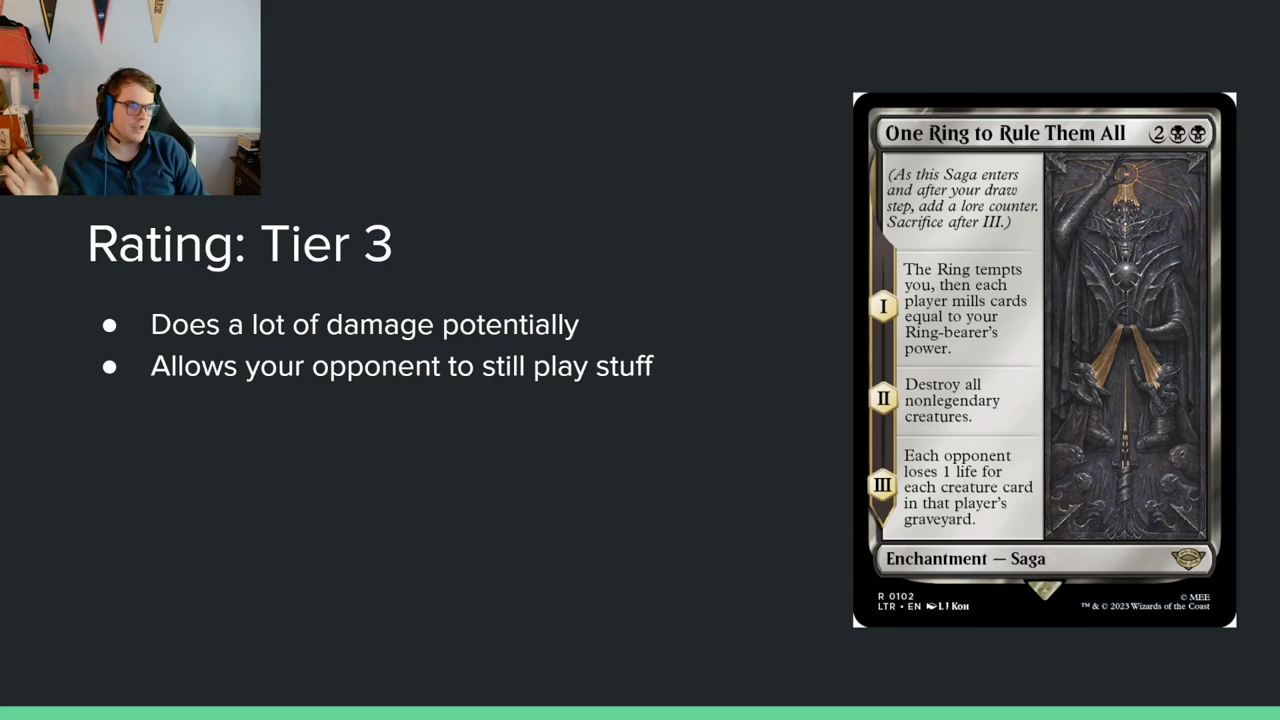 Rating: Tier 3
● Does a lot of damage potentially
● Allows your opponent to still play stuff
One Ring to Rule Them All 2
(As this Saga enters
and after your draw
step, add a lore counter.
Sacrifice after III.)
I
The Ring tempts
you, then each
player mills cards
equal to your
Ring-bearer's
power.
II
Destroy all
nonlegendary
creatures.
III
Each opponent
loses 1 life for
each creature card
in that player's
graveyard.
Enchantment — Saga
R 0102
LTR • EN LJ Koh
© MEE
™ & © 2023 Wizards of the Coast